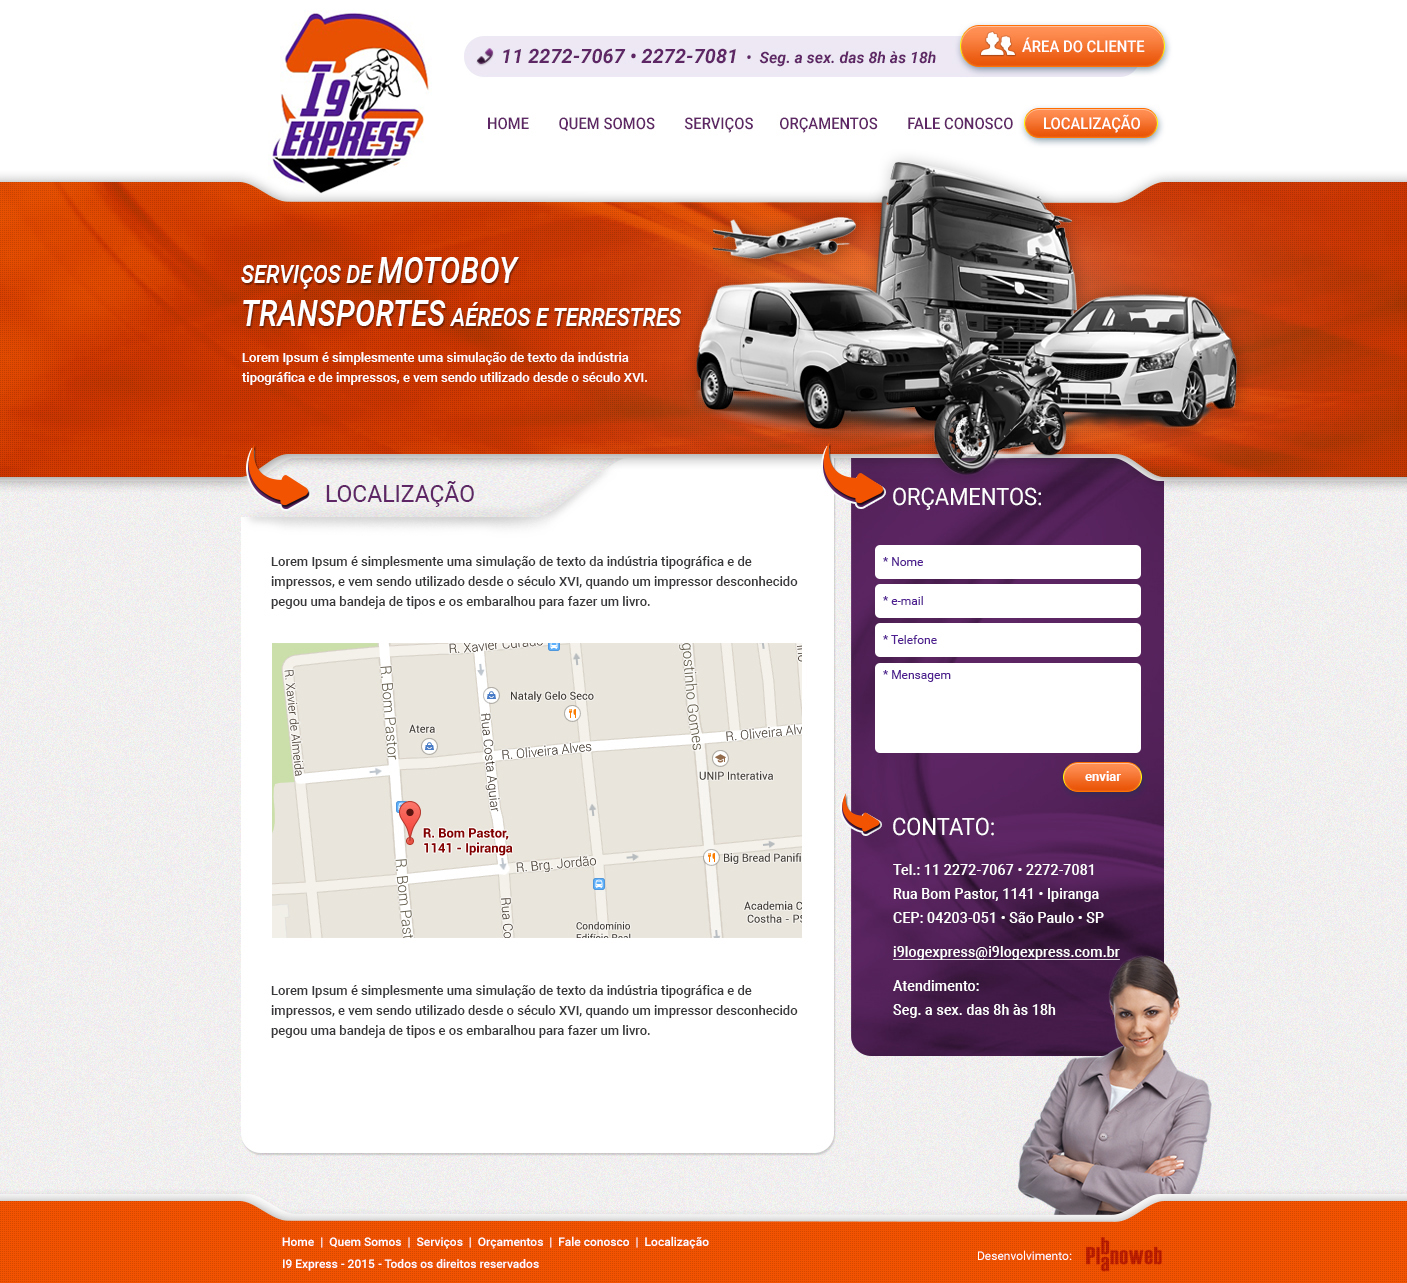 I9
EXPRESS
11 2272-7067 • 2272-7081 • Seg. a sex. das 8h às 18h
ÁREA DO CLIENTE
HOME QUEM SOMOS SERVIÇOS ORÇAMENTOS FALE CONOSCO LOCALIZAÇÃO
SERVIÇOS DE MOTOBOY
TRANSPORTES AÉREOS E TERRESTRES
Lorem Ipsum é simplesmente uma simulação de texto da indústria
tipográfica e de impressos, e vem sendo utilizado desde o século XVI.
LOCALIZAÇÃO
Lorem Ipsum é simplesmente uma simulação de texto da indústria tipográfica e de
impressos, e vem sendo utilizado desde o século XVI, quando um impressor desconhecido
pegou uma bandeja de tipos e os embaralhou para fazer um livro.
R. Xavier Curado
R. Xavier de Almeida
R. Bom Pastor
Rua Costa Aguiar
gostinho Gomes
Nataly Gelo Seco
Atera
R. Oliveira Alves
R. Oliveira Alv
UNIP Interativa
R. Bom Pastor,
1141 - Ipiranga
R. Brg. Jordão
Big Bread Panifi
R. Bom Past
Rua Co
Academia C
Costha - PS
Condomínio
Edifício Real
Lorem Ipsum é simplesmente uma simulação de texto da indústria tipográfica e de
impressos, e vem sendo utilizado desde o século XVI, quando um impressor desconhecido
pegou uma bandeja de tipos e os embaralhou para fazer um livro.
ORÇAMENTOS:
* Nome
* e-mail
* Telefone
* Mensagem
enviar
CONTATO:
Tel.: 11 2272-7067 • 2272-7081
Rua Bom Pastor, 1141 • Ipiranga
CEP: 04203-051 • São Paulo • SP
i9logexpress@i9logexpress.com.br
Atendimento:
Seg. a sex. das 8h às 18h
Home | Quem Somos | Serviços | Orçamentos | Fale conosco | Localização
I9 Express - 2015 - Todos os direitos reservados
Desenvolvimento: